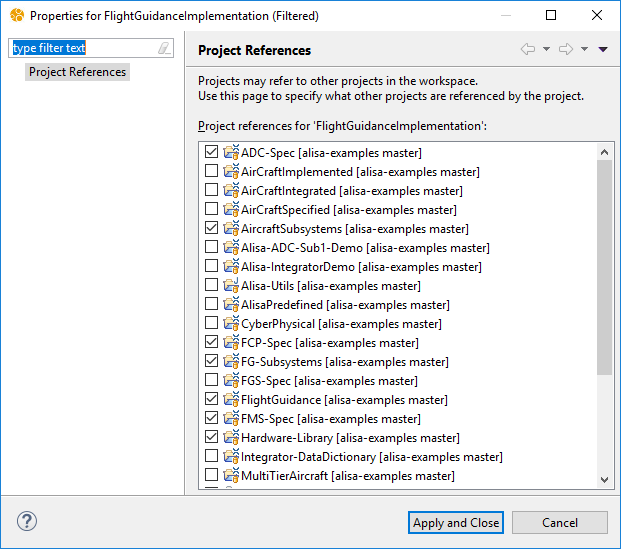 Properties for FlightGuidanceImplementation (Filtered)
type filter text
Project References
Project References
Projects may refer to other projects in the workspace.
Use this page to specify what other projects are referenced by the project.
Project references for 'FlightGuidanceImplementation':
ADC-Spec [alisa-examples master]
AirCraftImplemented [alisa-examples master]
AirCraftIntegrated [alisa-examples master]
AirCraftSpecified [alisa-examples master]
AircraftSubsystems [alisa-examples master]
Alisa-ADC-Sub1-Demo [alisa-examples master]
Alisa-IntegratorDemo [alisa-examples master]
Alisa-Utils [alisa-examples master]
AlisaPredefined [alisa-examples master]
CyberPhysical [alisa-examples master]
FCP-Spec [alisa-examples master]
FG-Subsystems [alisa-examples master]
FGS-Spec [alisa-examples master]
FlightGuidance [alisa-examples master]
FMS-Spec [alisa-examples master]
Hardware-Library [alisa-examples master]
Integrator-DataDictionary [alisa-examples master]
MultiTierAircraft [alisa-examples master]
?
Apply and Close
Cancel